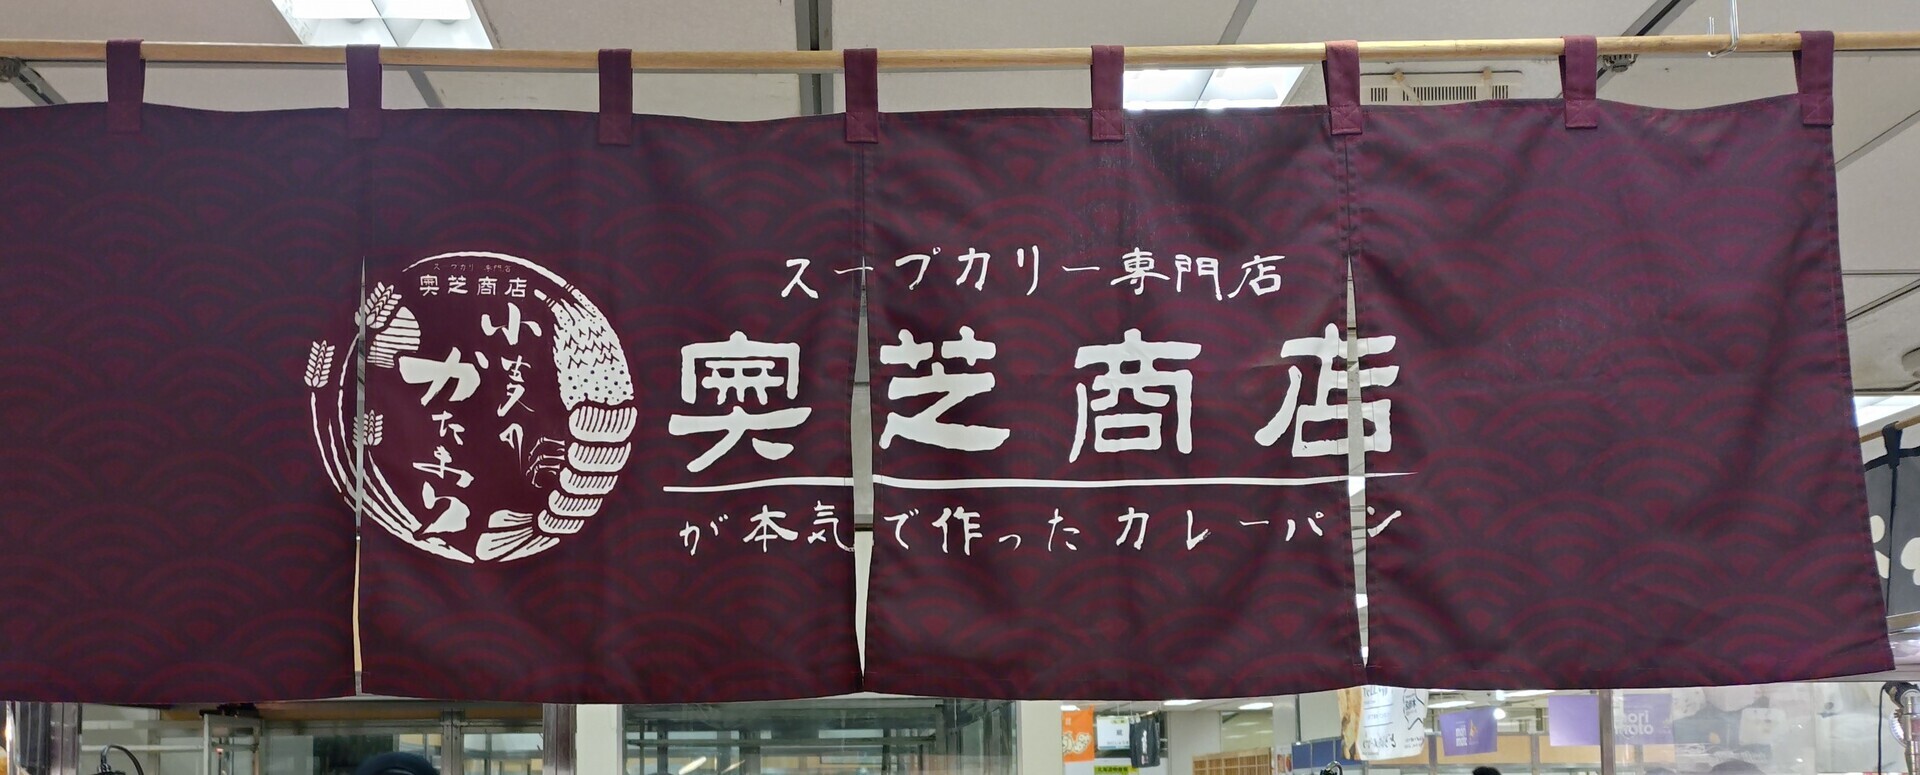 スープカリー専門店
奥芝商店
小麦の
かたまり
スープカリー専門店
奥芝商店
が本気で作ったカレーパン